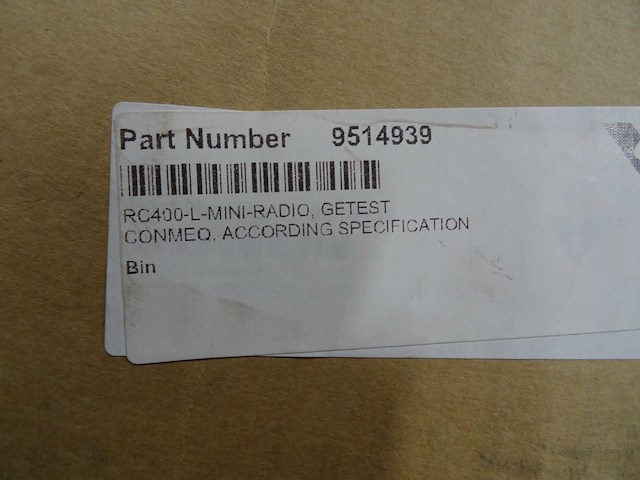 Part Number 9514939
RC400-L-MINI-RADIO, GETEST
CONMEQ, ACCORDING SPECIFICATION
Bin